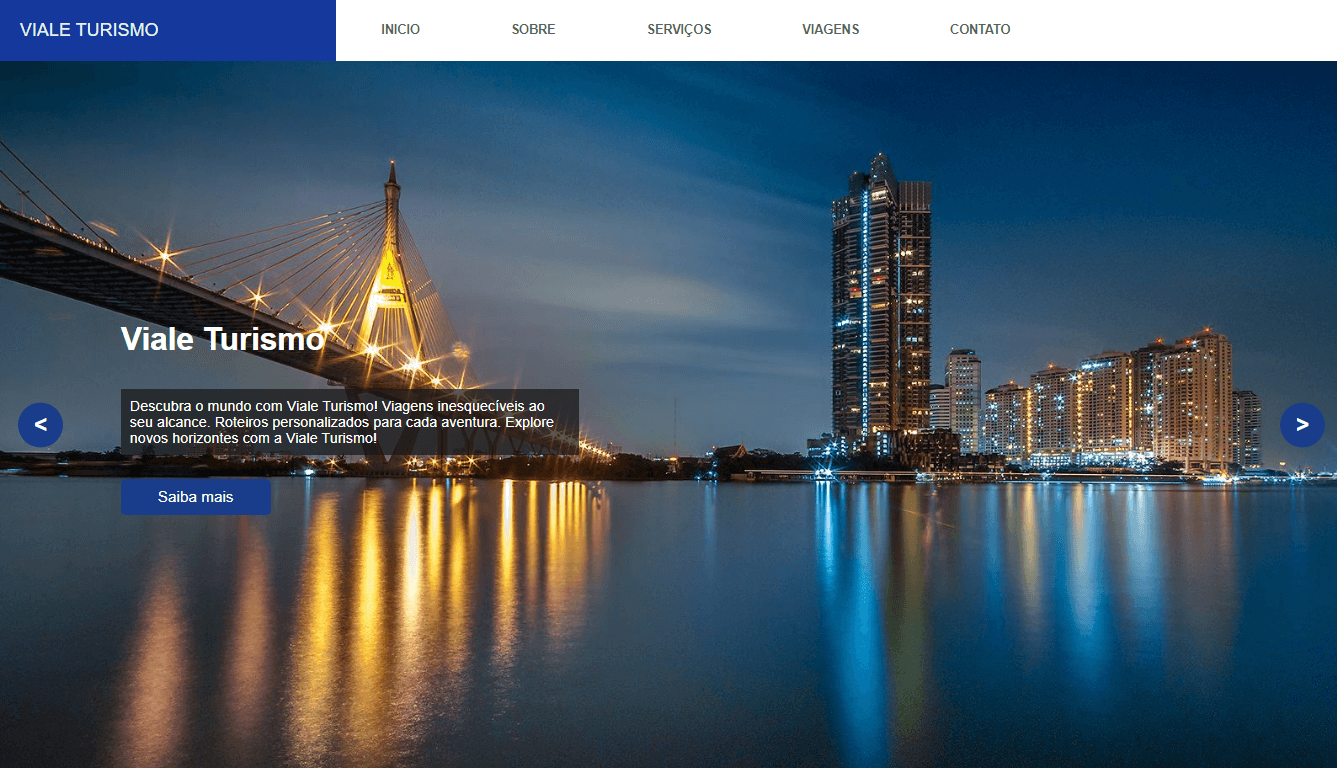 VIALE TURISMO
INICIO
SOBRE
SERVIÇOS
VIAGENS
CONTATO
Viale Turismo
Descubra o mundo com Viale Turismo! Viagens inesquecíveis ao
seu alcance. Roteiros personalizados para cada aventura. Explore
novos horizontes com a Viale Turismo!
<
>
Saiba mais